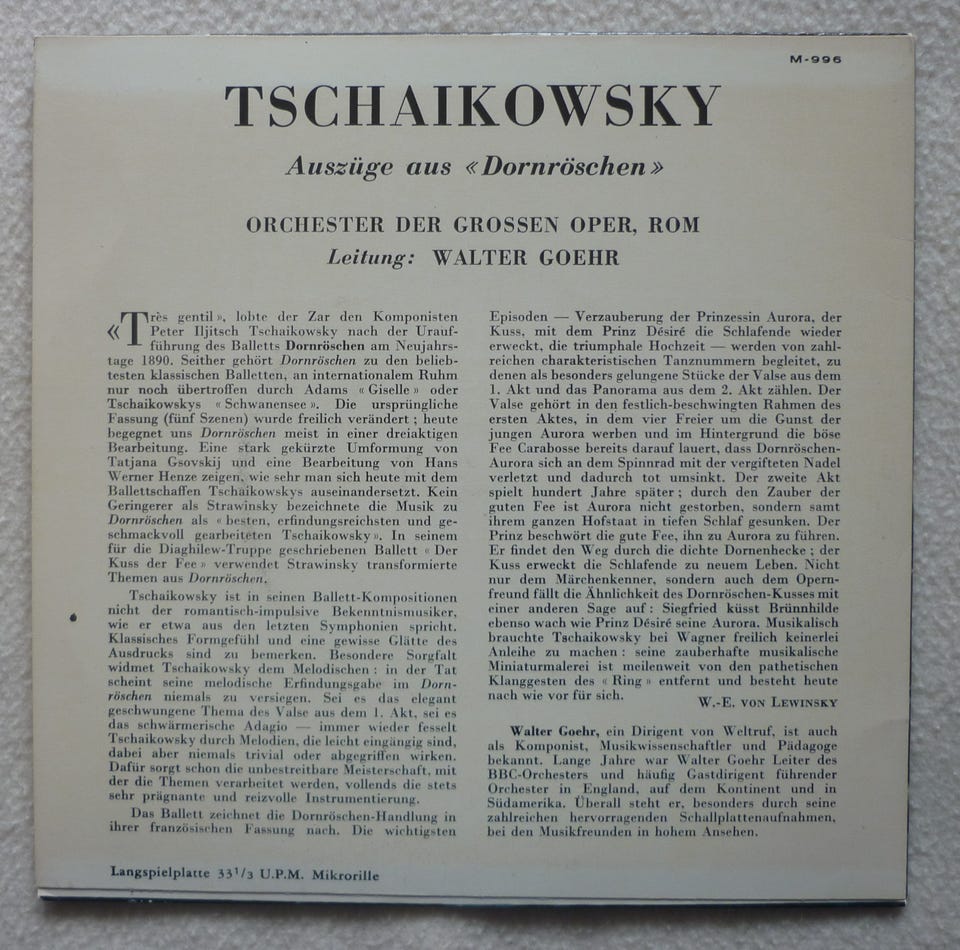 M-996
TSCHAIKOWSKY
Auszüge aus «Dornröschen»
ORCHESTER DER GROSSEN OPER, ROM
Leitung: WALTER GOEHR
«Très gentil», lobte der Zar den Komponisten
Peter Iljitsch Tschaikowsky nach der Urauf-
führung des Balletts Dornröschen am Neujahrs-
tage 1890. Seither gehört Dornröschen zu den belieb-
testen klassischen Balletten, an internationalem Ruhm
nur noch übertroffen durch Adams «Giselle» oder
Tschaikowskys «Schwanensee». Die ursprüngliche
Fassung (fünf Szenen) wurde freilich verändert; heute
begegnet uns Dornröschen meist in einer dreiaktigen
Bearbeitung. Eine stark gekürzte Umformung von
Tatjana Gsovskij und eine Bearbeitung von Hans
Werner Henze zeigen, wie sehr man sich heute mit dem
Ballettschaffen Tschaikowskys auseinandersetzt. Kein
Geringerer als Strawinsky bezeichnete die Musik zu
Dornröschen als «besten, erfindungsreichsten und ge-
schmackvoll gearbeiteten Tschaikowsky». In seinem
für die Diaghilew-Truppe geschriebenen Ballett «Der
Kuss der Fee» verwendet Strawinsky transformierte
Themen aus Dornröschen.
Tschaikowsky ist in seinen Ballett-Kompositionen
nicht der romantisch-impulsive Bekenntnismusiker,
wie er etwa aus den letzten Symphonien spricht.
Klassisches Formgefühl und eine gewisse Glätte des
Ausdrucks sind zu bemerken. Besondere Sorgfalt
widmet Tschaikowsky dem Melodischen: in der Tat
scheint seine melodische Erfindungsgabe im Dorn-
röschen niemals zu versiegen. Sei es das elegant
geschwungene Thema des Valse aus dem 1. Akt, sei es
das schwärmerische Adagio — immer wieder fesselt
Tschaikowsky durch Melodien, die leicht eingängig sind,
dabei aber niemals trivial oder abgegriffen wirken.
Dafür sorgt schon die unbestreitbare Meisterschaft, mit
der die Themen verarbeitet werden, vollends die stets
sehr prägnante und reizvolle Instrumentierung.
Das Ballett zeichnet die Dornröschen-Handlung in
ihrer französischen Fassung nach. Die wichtigsten
Episoden — Verzauberung der Prinzessin Aurora, der
Kuss, mit dem Prinz Désiré die Schlafende wieder
erweckt, die triumphale Hochzeit — werden von zahl-
reichen charakteristischen Tanznummern begleitet, zu
denen als besonders gelungene Stücke der Valse aus dem
1. Akt und das Panorama aus dem 2. Akt zählen. Der
Valse gehört in den festlich-beschwingten Rahmen des
ersten Aktes, in dem vier Freier um die Gunst der
jungen Aurora werben und im Hintergrund die böse
Fee Carabosse bereits darauf lauert, dass Dornröschen-
Aurora sich an dem Spinnrad mit der vergifteten Nadel
verletzt und dadurch tot umsinkt. Der zweite Akt
spielt hundert Jahre später; durch den Zauber der
guten Fee ist Aurora nicht gestorben, sondern samt
ihrem ganzen Hofstaat in tiefen Schlaf gesunken. Der
Prinz beschwört die gute Fee, ihn zu Aurora zu führen.
Er findet den Weg durch die dichte Dornenhecke; der
Kuss erweckt die Schlafende zu neuem Leben. Nicht
nur dem Märchenkenner, sondern auch dem Opern-
freund fällt die Ähnlichkeit des Dornröschen-Kusses mit
einer anderen Sage auf: Siegfried küsst Brünnhilde
ebenso wach wie Prinz Désiré seine Aurora. Musikalisch
brauchte Tschaikowsky bei Wagner freilich keinerlei
Anleihe zu machen: seine zauberhafte musikalische
Miniaturmalerei ist meilenweit von den pathetischen
Klanggesten des «Ring» entfernt und besteht heute
nach wie vor für sich.
W.-E. VON LEWINSKY
Walter Goehr, ein Dirigent von Weltruf, ist auch
als Komponist, Musikwissenschaftler und Pädagoge
bekannt. Lange Jahre war Walter Goehr Leiter des
BBC-Orchesters und häufig Gastdirigent führender
Orchester in England, auf dem Kontinent und in
Südamerika. Überall steht er, besonders durch seine
zahlreichen hervorragenden Schallplattenaufnahmen,
bei den Musikfreunden in hohem Ansehen.
Langspielplatte 33 1/3 U.P.M. Mikrorille